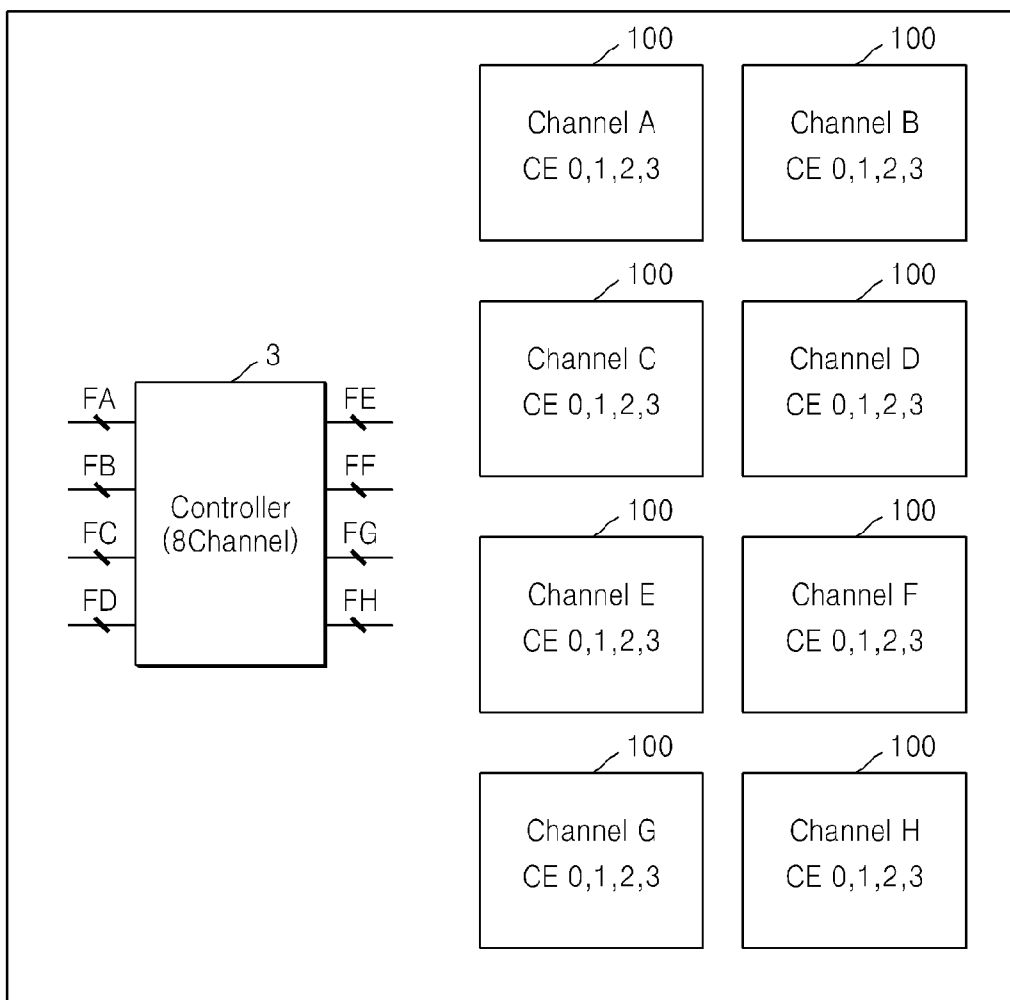 100
100
Channel A
CE 0,1,2,3
Channel B
CE 0,1,2,3
100
100
Channel C
CE 0,1,2,3
Channel D
CE 0,1,2,3
3
FA
FE
FB
FF
Controller
(8Channel)
FC
FG
FD
FH
100
100
Channel E
CE 0,1,2,3
Channel F
CE 0,1,2,3
100
100
Channel G
CE 0,1,2,3
Channel H
CE 0,1,2,3